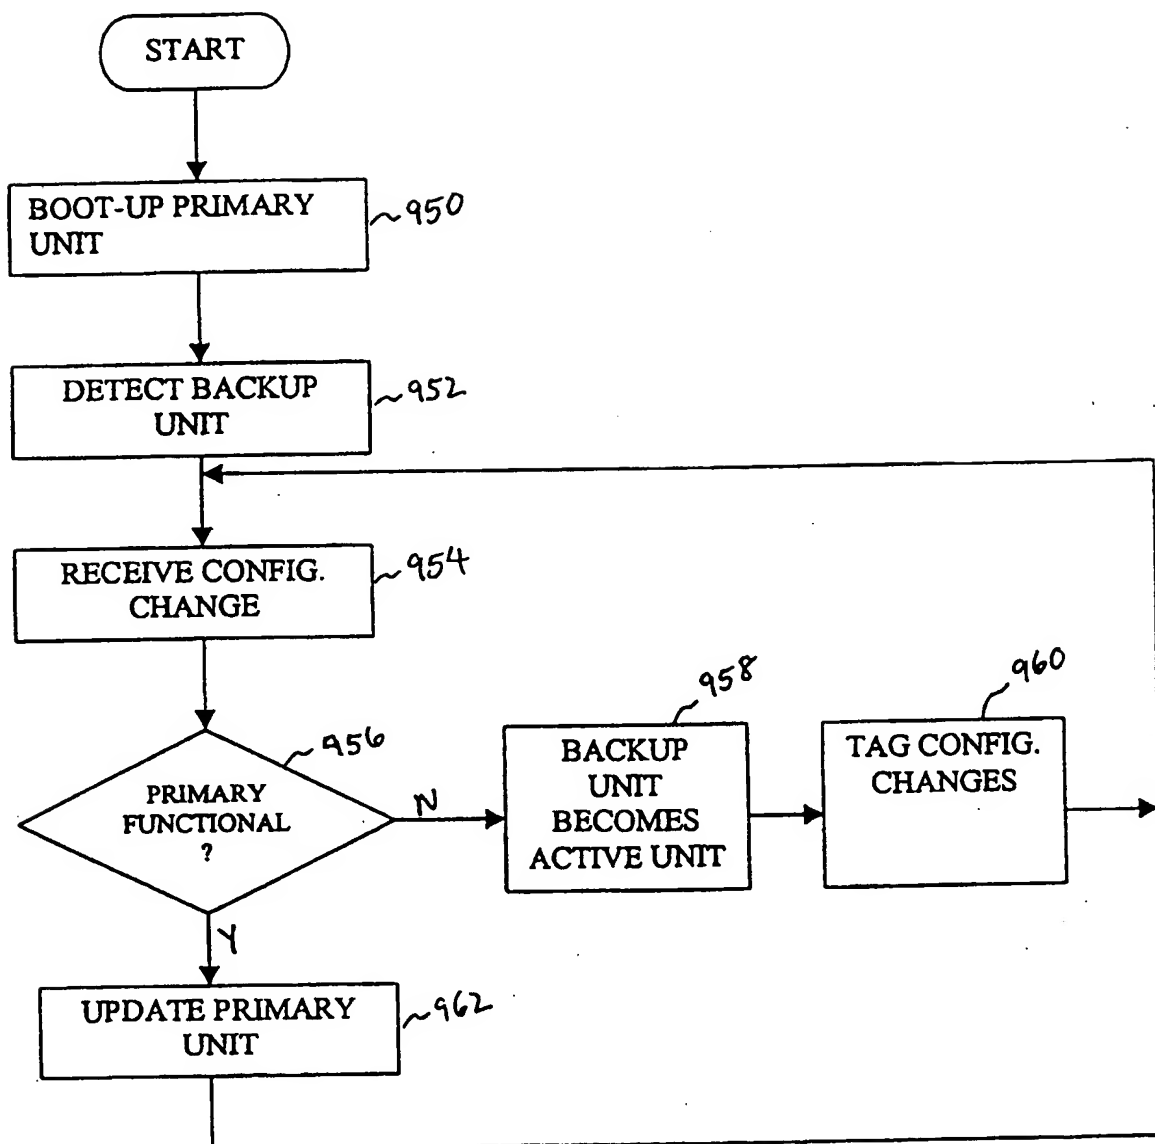 START
BOOT-UP PRIMARY
UNIT
950
DETECT BACKUP
UNIT
952
RECEIVE CONFIG.
CHANGE
954
PRIMARY
FUNCTIONAL
?
956
N
BACKUP
UNIT
BECOMES
ACTIVE UNIT
958
TAG CONFIG.
CHANGES
960
Y
UPDATE PRIMARY
UNIT
962